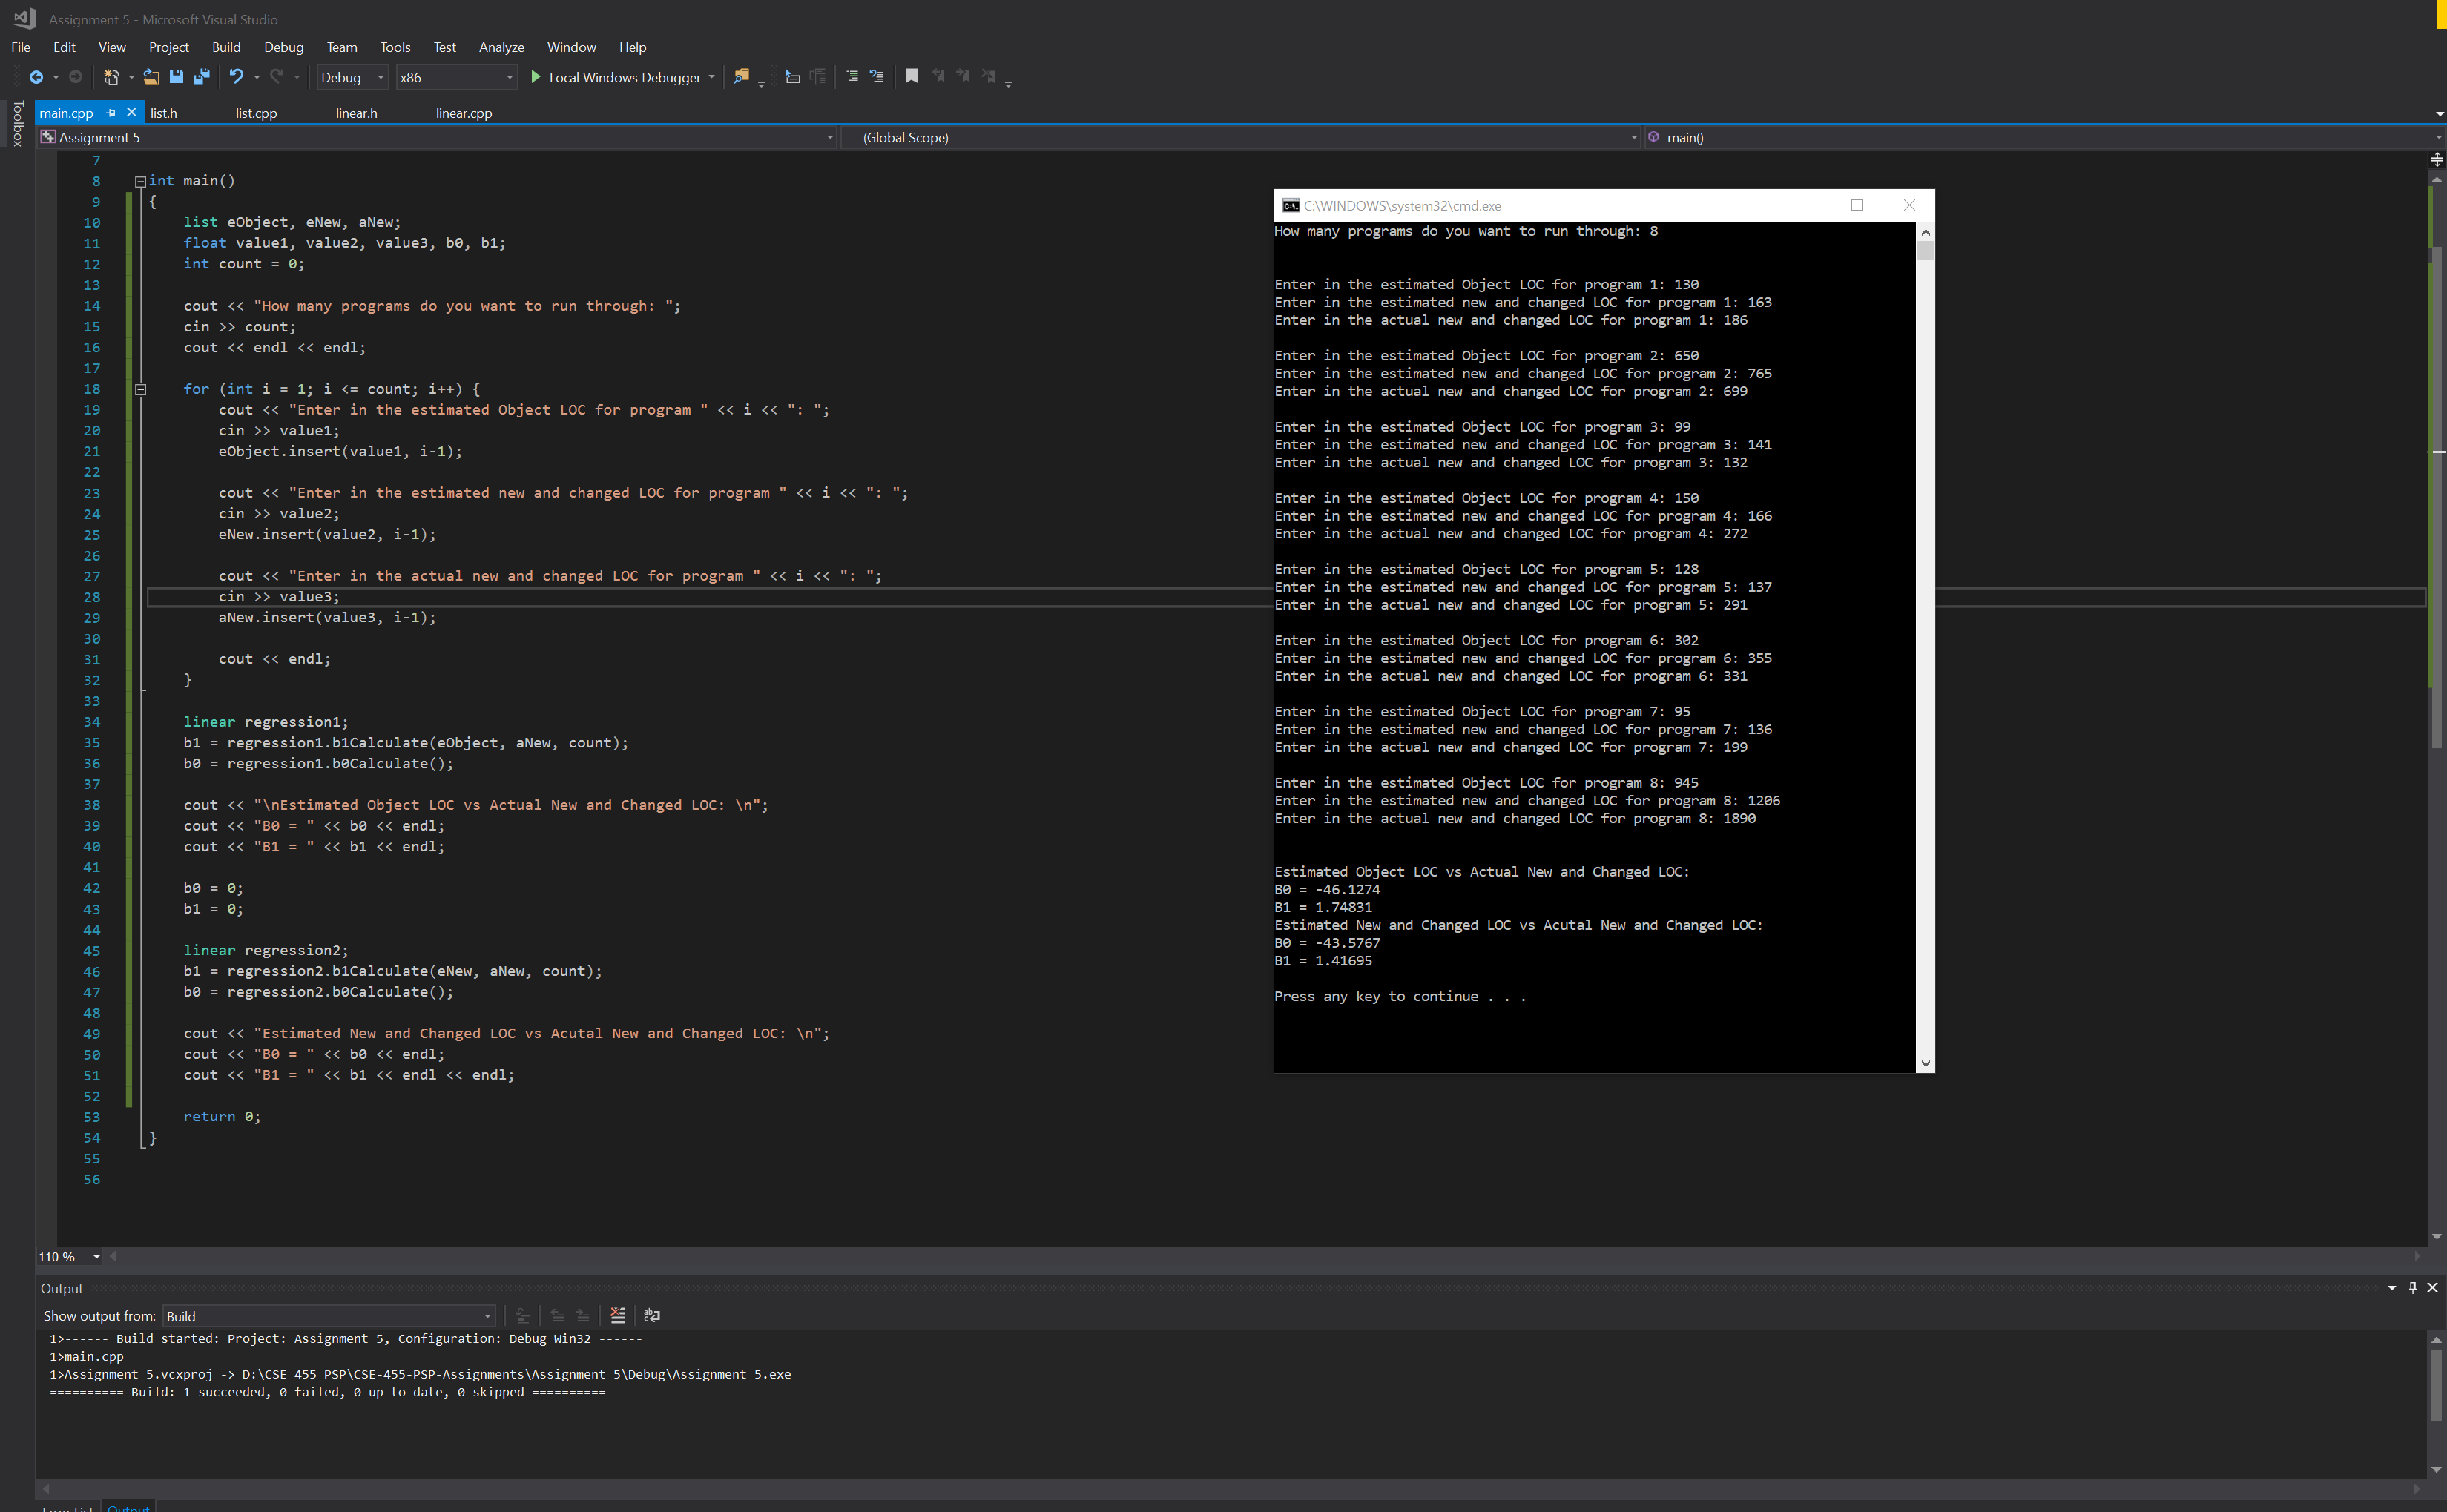 Assignment 5 - Microsoft Visual Studio
File Edit View Project Build Debug Team Tools Test Analyze Window Help
Debug x86 Local Windows Debugger
Toolbox
main.cpp list.h list.cpp linear.h linear.cpp
Assignment 5 (Global Scope) main()
7
8 int main()
9 {
10 list eObject, eNew, aNew;
11 float value1, value2, value3, b0, b1;
12 int count = 0;
13
14 cout << "How many programs do you want to run through: ";
15 cin >> count;
16 cout << endl << endl;
17
18 for (int i = 1; i <= count; i++) {
19 cout << "Enter in the estimated Object LOC for program " << i << ": ";
20 cin >> value1;
21 eObject.insert(value1, i-1);
22
23 cout << "Enter in the estimated new and changed LOC for program " << i << ": ";
24 cin >> value2;
25 eNew.insert(value2, i-1);
26
27 cout << "Enter in the actual new and changed LOC for program " << i << ": ";
28 cin >> value3;
29 aNew.insert(value3, i-1);
30
31 cout << endl;
32 }
33
34 linear regression1;
35 b1 = regression1.b1Calculate(eObject, aNew, count);
36 b0 = regression1.b0Calculate();
37
38 cout << "\nEstimated Object LOC vs Actual New and Changed LOC: \n";
39 cout << "B0 = " << b0 << endl;
40 cout << "B1 = " << b1 << endl;
41
42 b0 = 0;
43 b1 = 0;
44
45 linear regression2;
46 b1 = regression2.b1Calculate(eNew, aNew, count);
47 b0 = regression2.b0Calculate();
48
49 cout << "Estimated New and Changed LOC vs Acutal New and Changed LOC: \n";
50 cout << "B0 = " << b0 << endl;
51 cout << "B1 = " << b1 << endl << endl;
52
53 return 0;
54 }
55
56
C:\WINDOWS\system32\cmd.exe
How many programs do you want to run through: 8
Enter in the estimated Object LOC for program 1: 130
Enter in the estimated new and changed LOC for program 1: 163
Enter in the actual new and changed LOC for program 1: 186
Enter in the estimated Object LOC for program 2: 650
Enter in the estimated new and changed LOC for program 2: 765
Enter in the actual new and changed LOC for program 2: 699
Enter in the estimated Object LOC for program 3: 99
Enter in the estimated new and changed LOC for program 3: 141
Enter in the actual new and changed LOC for program 3: 132
Enter in the estimated Object LOC for program 4: 150
Enter in the estimated new and changed LOC for program 4: 166
Enter in the actual new and changed LOC for program 4: 272
Enter in the estimated Object LOC for program 5: 128
Enter in the estimated new and changed LOC for program 5: 137
Enter in the actual new and changed LOC for program 5: 291
Enter in the estimated Object LOC for program 6: 302
Enter in the estimated new and changed LOC for program 6: 355
Enter in the actual new and changed LOC for program 6: 331
Enter in the estimated Object LOC for program 7: 95
Enter in the estimated new and changed LOC for program 7: 136
Enter in the actual new and changed LOC for program 7: 199
Enter in the estimated Object LOC for program 8: 945
Enter in the estimated new and changed LOC for program 8: 1206
Enter in the actual new and changed LOC for program 8: 1890
Estimated Object LOC vs Actual New and Changed LOC:
B0 = -46.1274
B1 = 1.74831
Estimated New and Changed LOC vs Acutal New and Changed LOC:
B0 = -43.5767
B1 = 1.41695
Press any key to continue . . .
110 %
Output
Show output from: Build
1>------ Build started: Project: Assignment 5, Configuration: Debug Win32 ------
1>main.cpp
1>Assignment 5.vcxproj -> D:\CSE 455 PSP\CSE-455-PSP-Assignments\Assignment 5\Debug\Assignment 5.exe
========== Build: 1 succeeded, 0 failed, 0 up-to-date, 0 skipped ==========
Error List Output